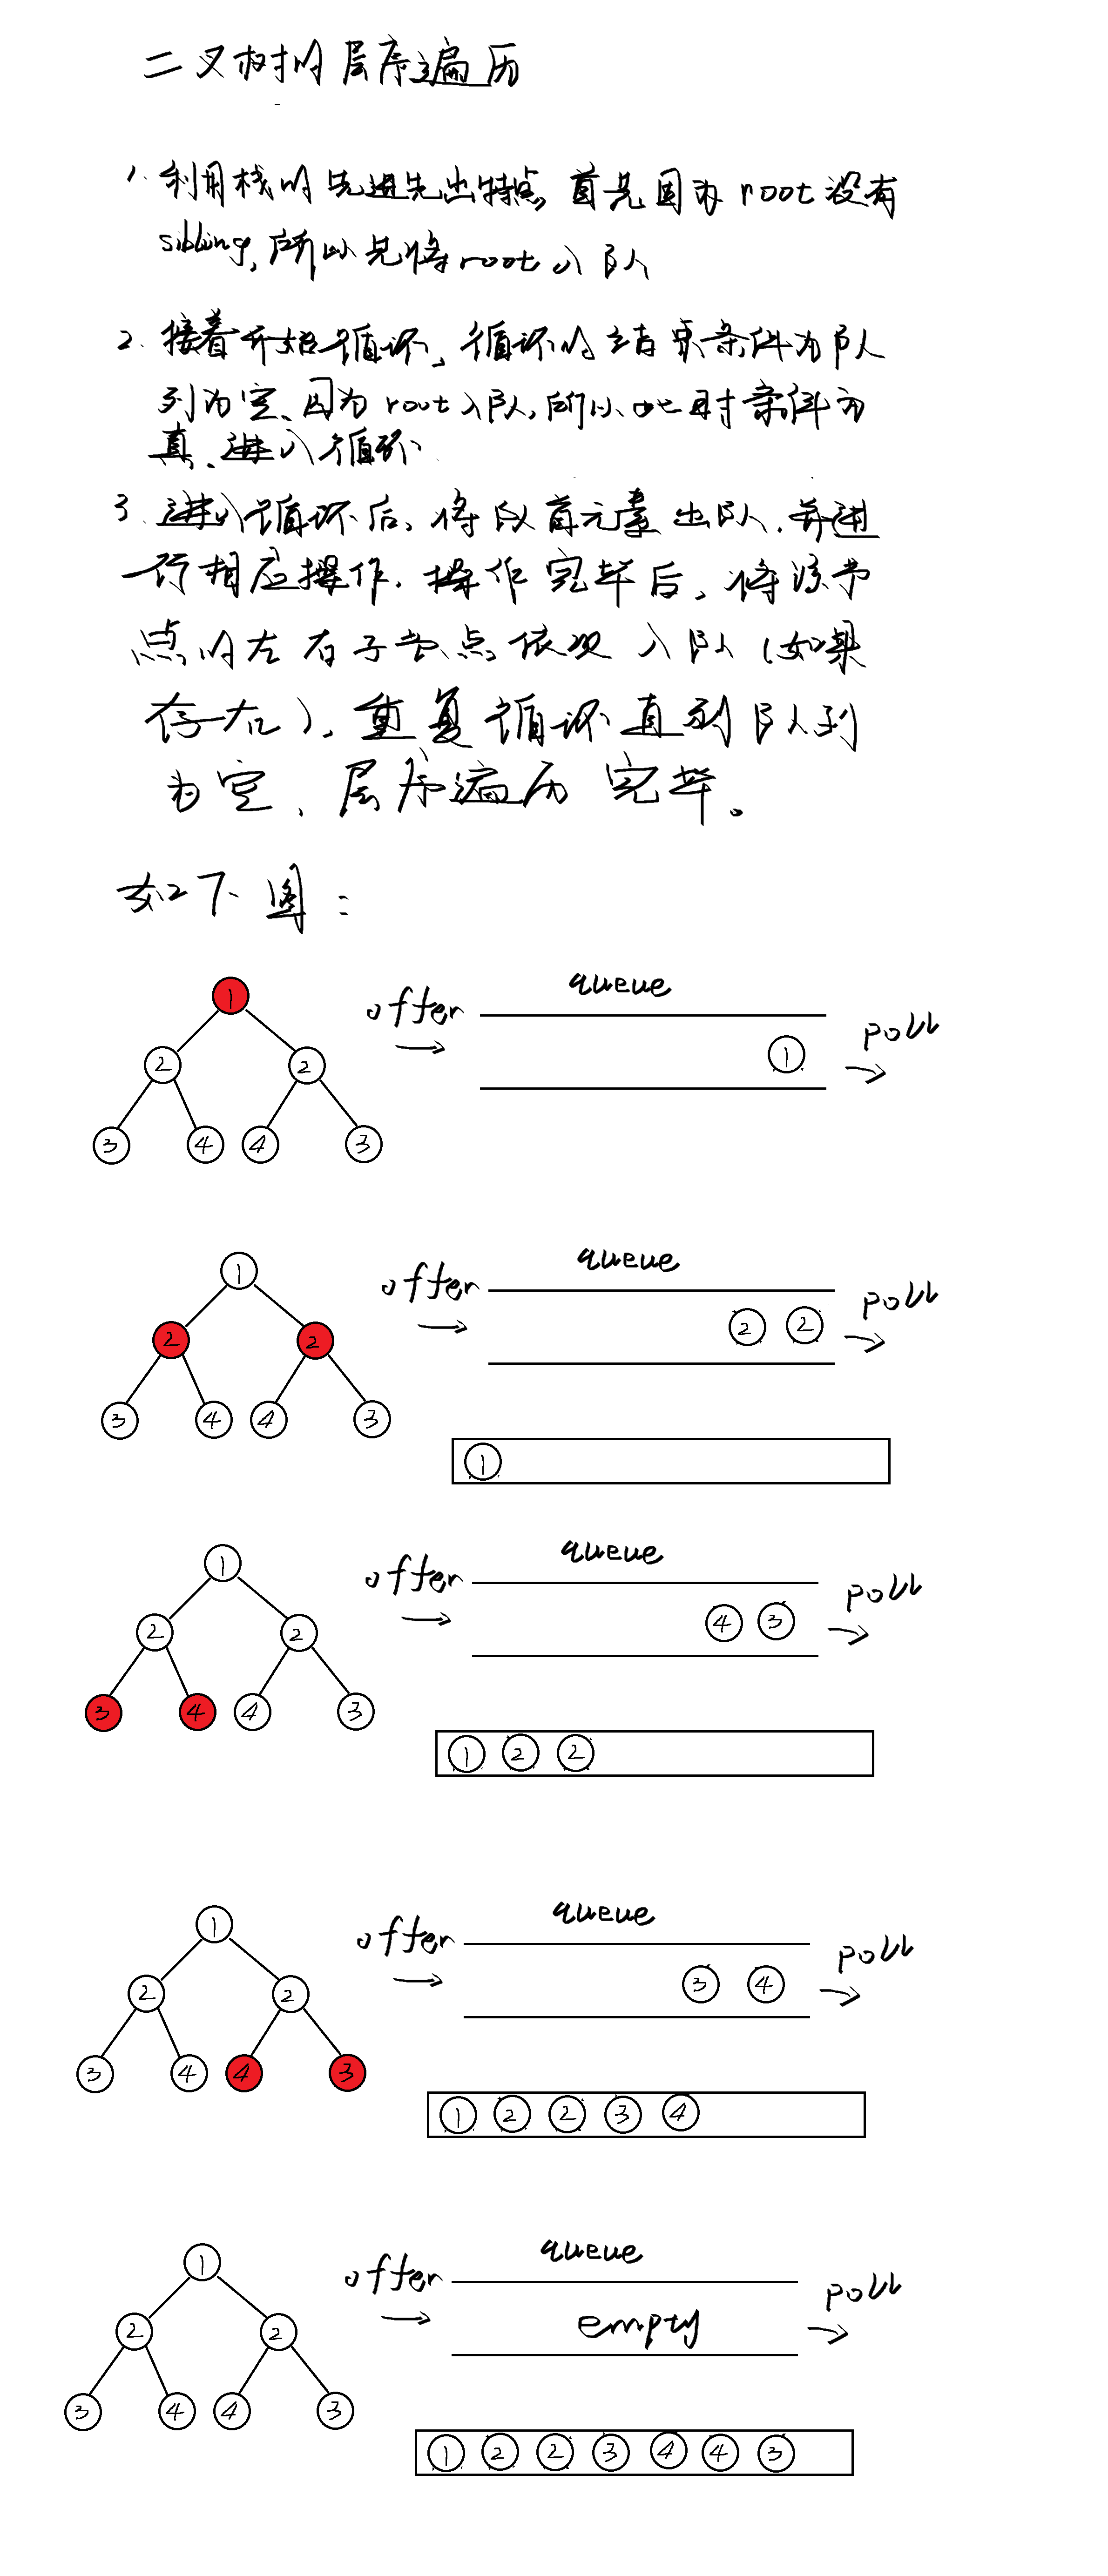 二叉树的层序遍历
1. 利用栈的先进先出特点, 首先因为 root 没有
sibling, 所以先将root入队
2. 接着开始循环, 循环的结束条件为队
列为空、因为 root入队, 所以此时条件为
真、进入循环
3. 进入循环后, 将队首元素出队, 并进
行相应操作. 操作完毕后, 将该节
点的左右子节点依次入队 (如果
存在), 重复循环直到队列
为空、层序遍历完毕。
如下图:
1
2 2
3 4 4 3
queue
offer → poll →
1
1
2 2
3 4 4 3
queue
offer → poll →
2 2
1
1
2 2
3 4 4 3
queue
offer → poll →
4 3
1 2 2
1
2 2
3 4 4 3
queue
offer → poll →
3 4
1 2 2 3 4
1
2 2
3 4 4 3
queue
offer → poll →
empty
1 2 2 3 4 4 3